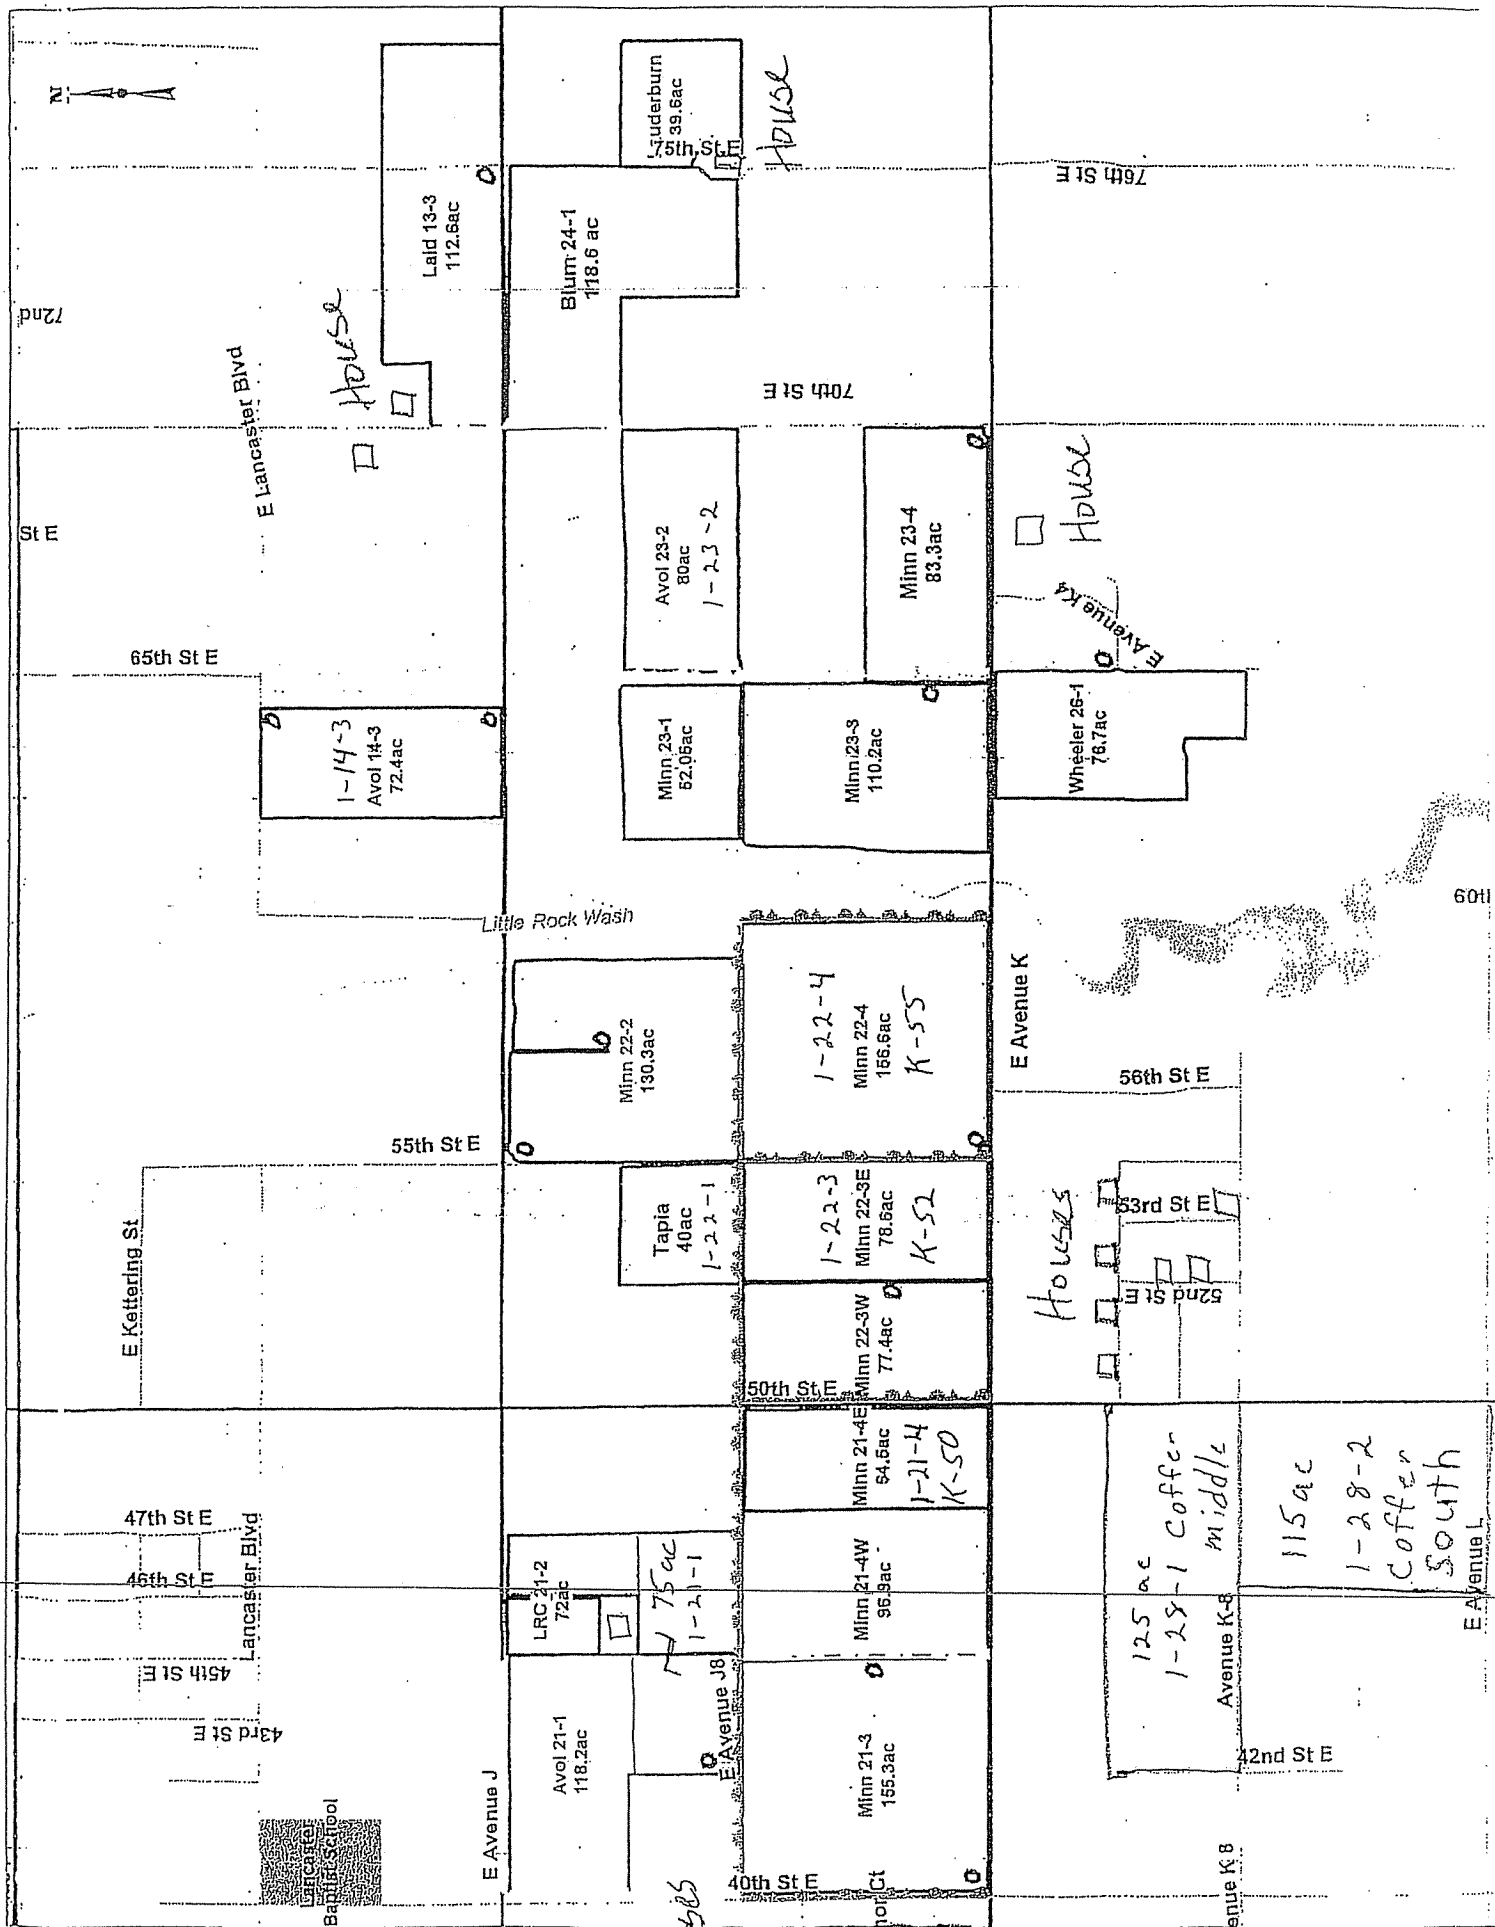 N
72nd
E Lancaster Blvd
House
Laid 13-3
112.6ac
Blum 24-1
118.6 ac
39.6ac
75th St E
House
76th St E
70th St E
St E
65th St E
1-14-3
Avol 14-3
72.4ac
Avol 23-2
80ac
1-23-2
Minn 23-4
83.3ac
House
E Avenue K4
Minn 23-1
52.06ac
Minn 23-3
110.2ac
Wheeler 26-1
76.7ac
Little Rock Wash
60th
Minn 22-2
130.3ac
1-22-4
Minn 22-4
156.6ac
K-55
E Avenue K
56th St E
55th St E
E Kettering St
Tapia
40ac
1-22-1
1-22-3
Minn 22-3E
78.6ac
K-52
Minn 22-3W
77.4ac
Houses
53rd St E
52nd St E
50th St E
Minn 21-4E
54.6ac
1-21-4
K-50
47th St E
46th St E
Lancaster Blvd
45th St E
43rd St E
LRC 21-2
72ac
75ac
1-21-1
Minn 21-4W
96.9ac
125 ac
1-28-1 Coffer
middle
Avenue K-8
115ac
1-28-2
Coffer
South
E Avenue L
Avol 21-1
118.2ac
E Avenue J8
Minn 21-3
155.3ac
42nd St E
Lancaster
Baptist School
E Avenue J
40th St E
Ct
enue K 8